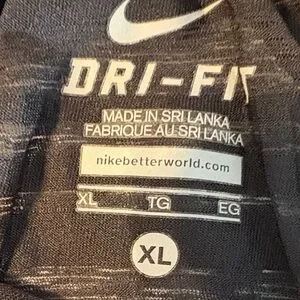 DRI-FIT
MADE IN SRI LANKA
FABRIQUE AU SRI LANKA
nikebetterworld.com
XL TG EG
XL